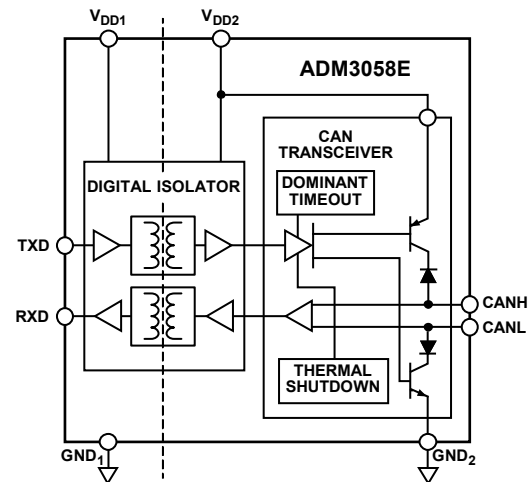 VDD1
VDD2
ADM3058E
CAN
TRANSCEIVER
DIGITAL ISOLATOR
DOMINANT
TIMEOUT
TXD
RXD
CANH
CANL
THERMAL
SHUTDOWN
GND1
GND2